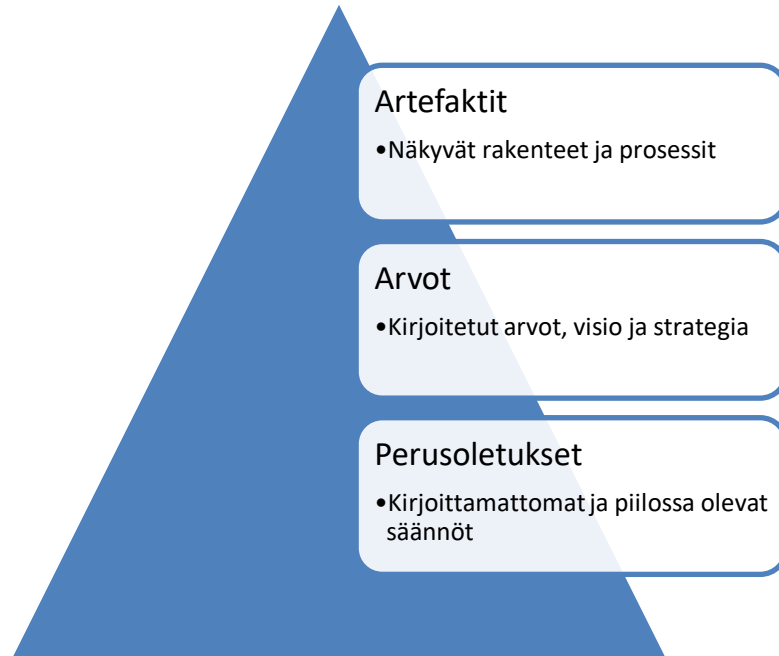 Artefaktit
•Näkyvät rakenteet ja prosessit
Arvot
•Kirjoitetut arvot, visio ja strategia
Perusoletukset
•Kirjoittamattomat ja piilossa olevat
säännöt